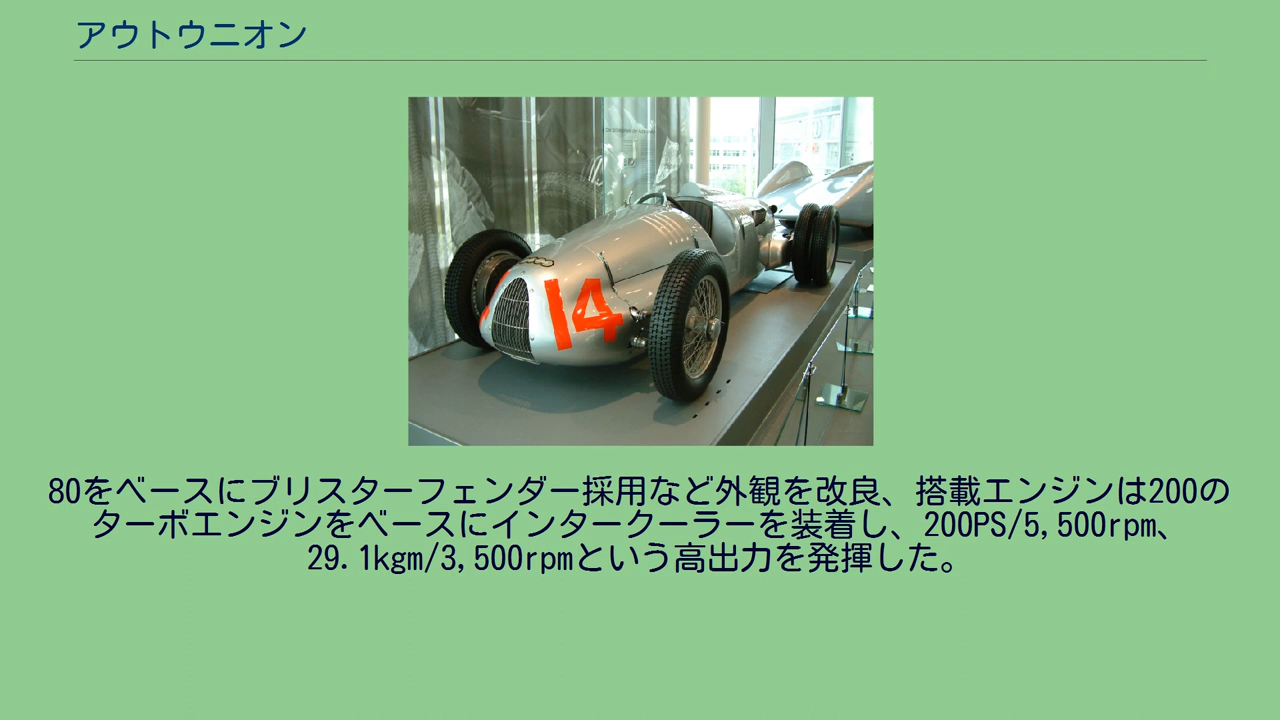 アウトウニオン
14
80をベースにブリスターフェンダー採用など外観を改良、搭載エンジンは200の
ターボエンジンをベースにインタークーラーを装着し、200PS/5,500rpm、
29.1kgm/3,500rpmという高出力を発揮した。